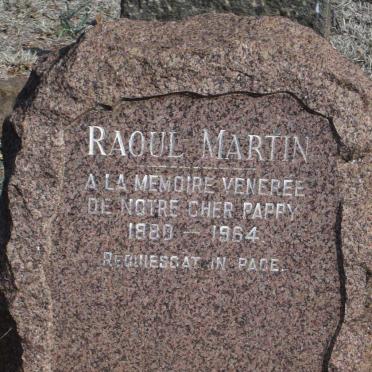 RAOUL MARTIN
A LA MEMOIRE VENEREE
DE NOTRE CHER PAPPY
1880 - 1964
REQUIESCAT IN PACE.